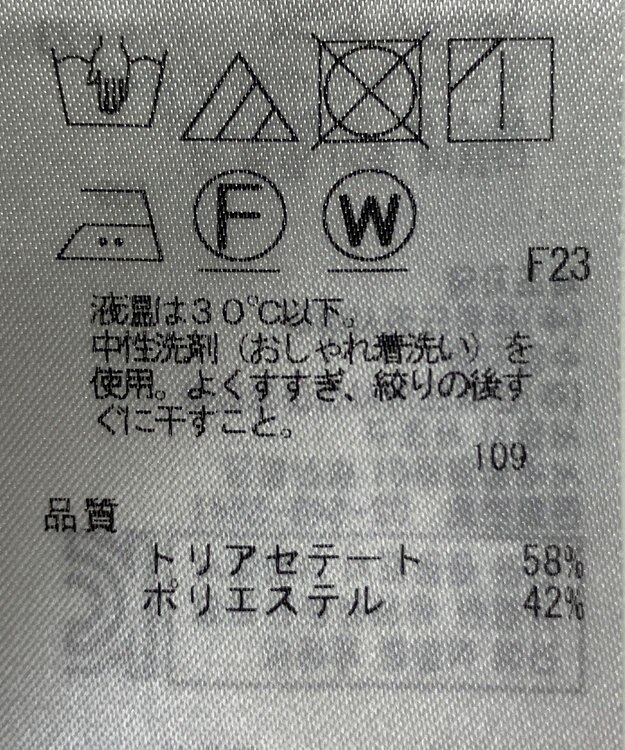 F W
F23
液温は30℃以下。
中性洗剤(おしゃれ着洗い)を
使用。よくすすぎ、絞りの後す
ぐに干すこと。
109
品質
トリアセテート 58%
ポリエステル 42%